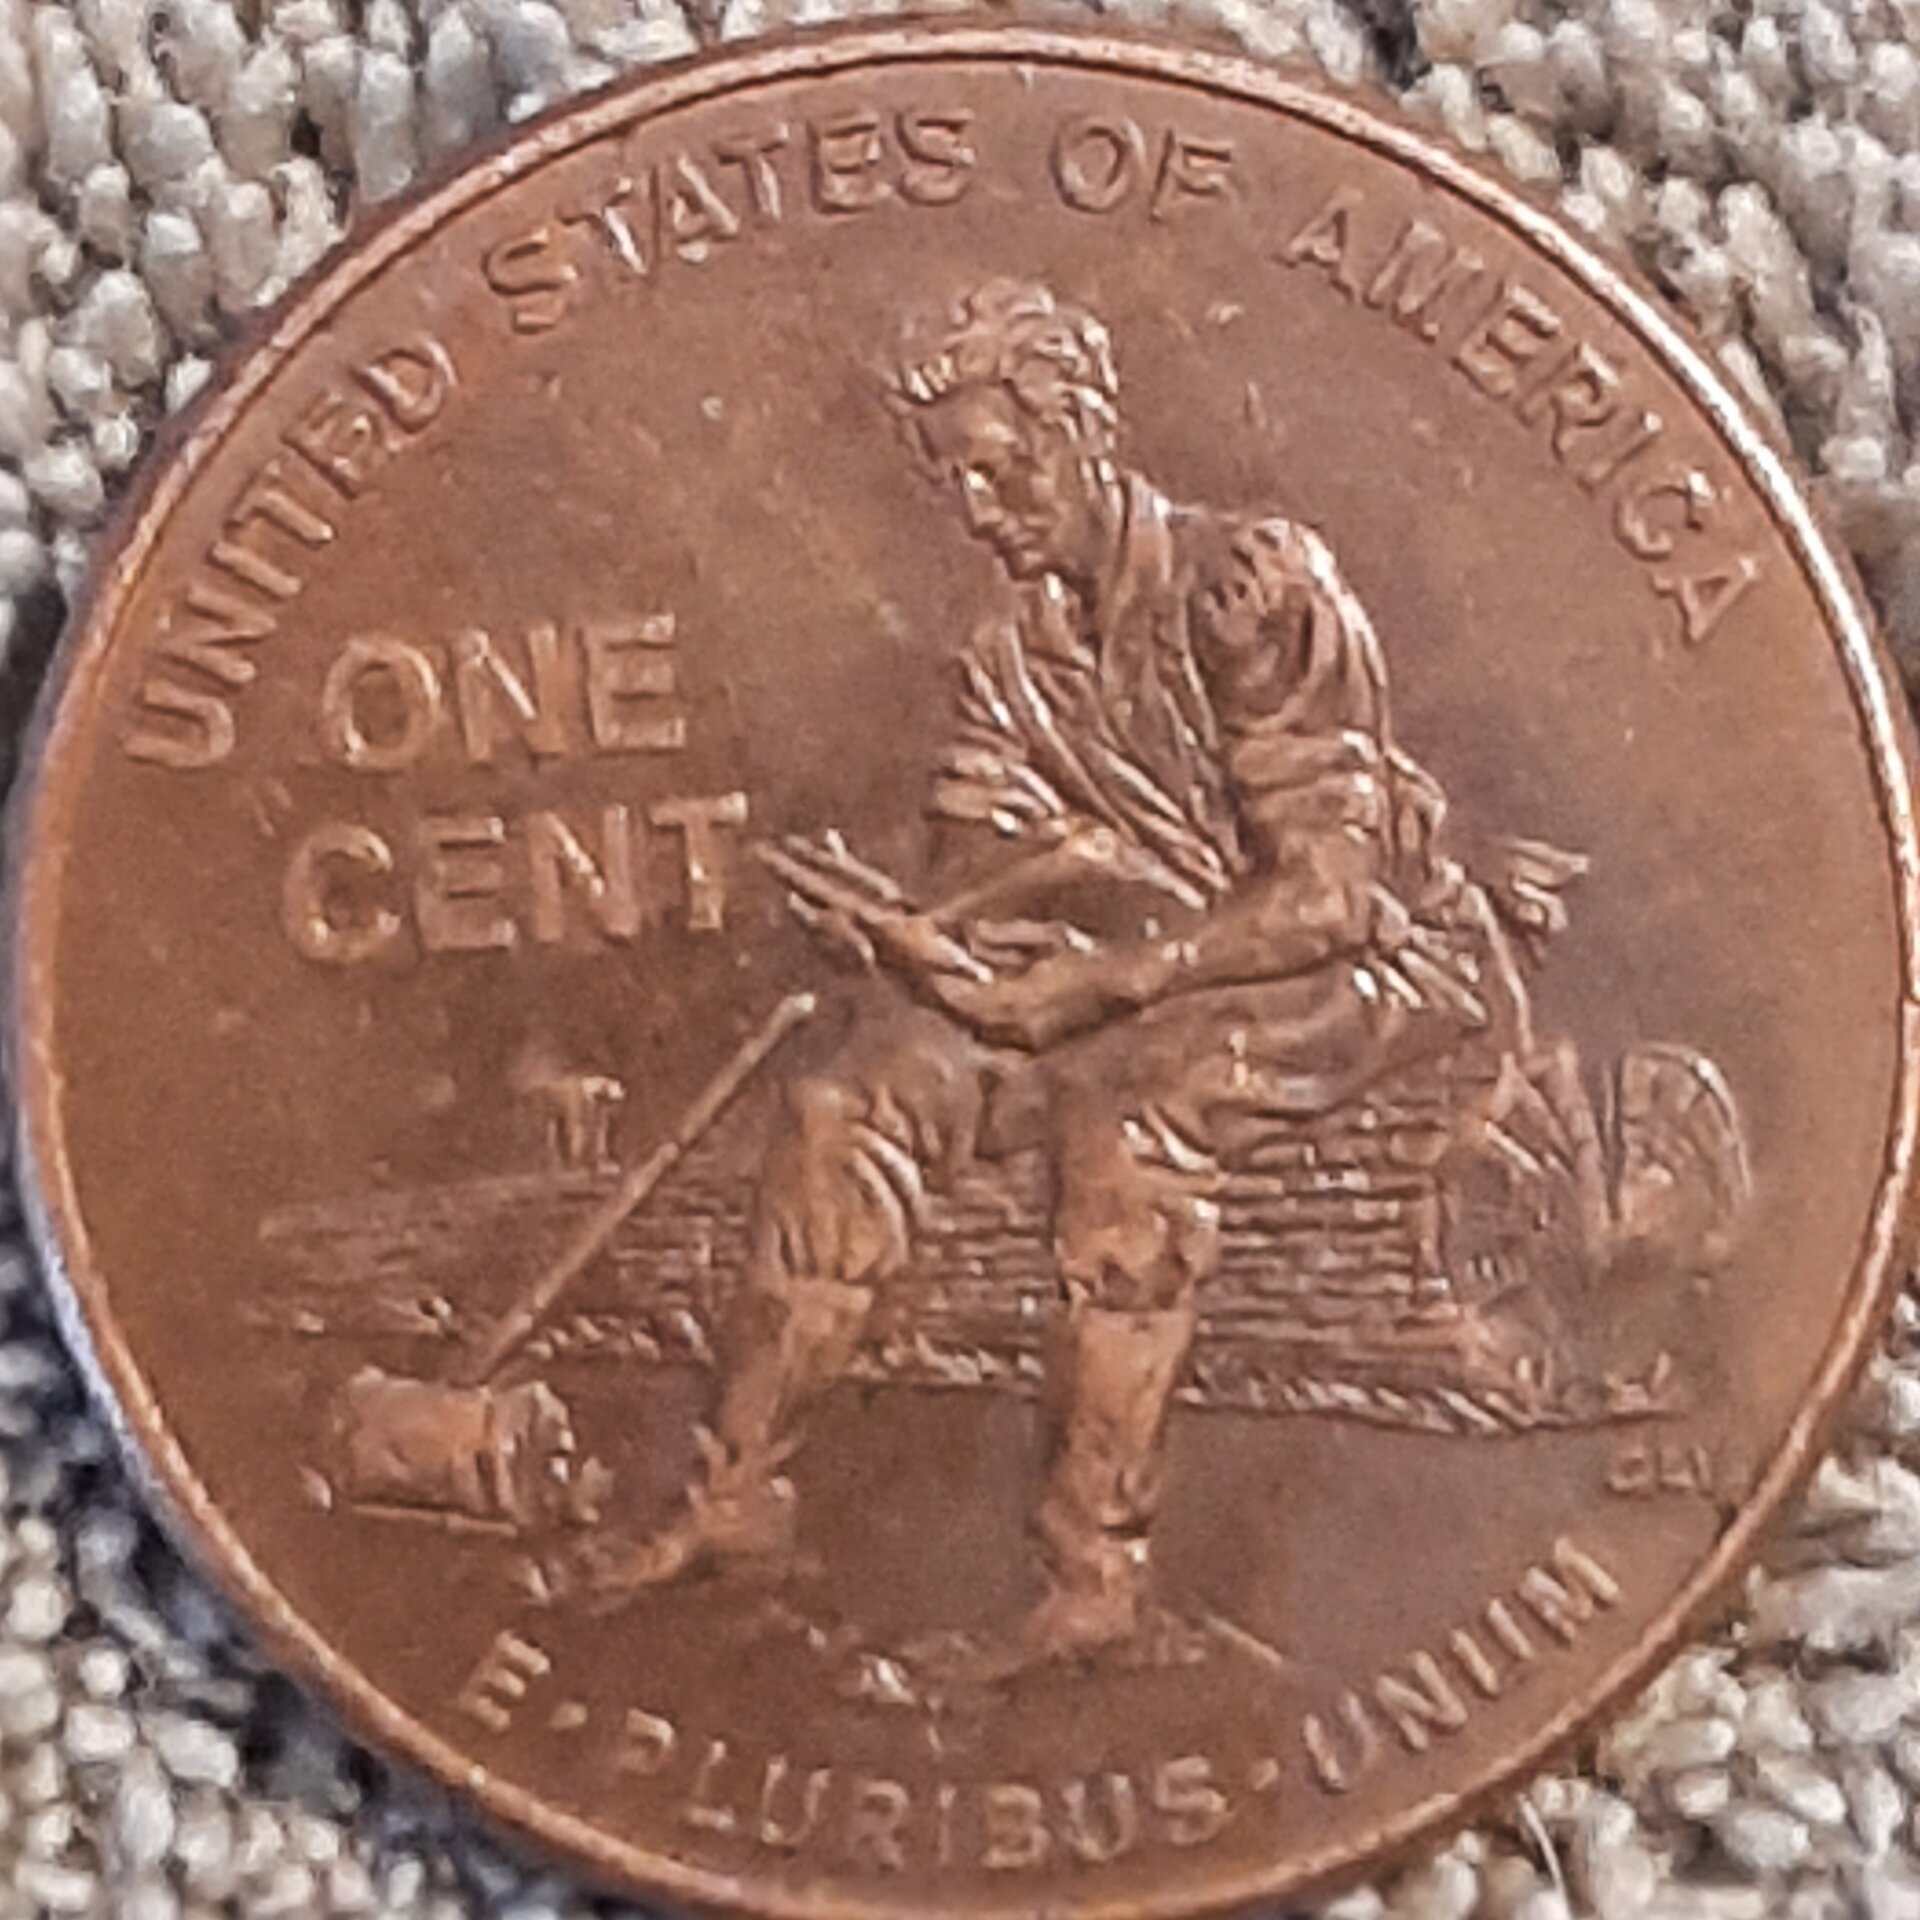 UNITED STATES OF AMERICA
ONE
CENT
E · PLURIBUS · UNUM